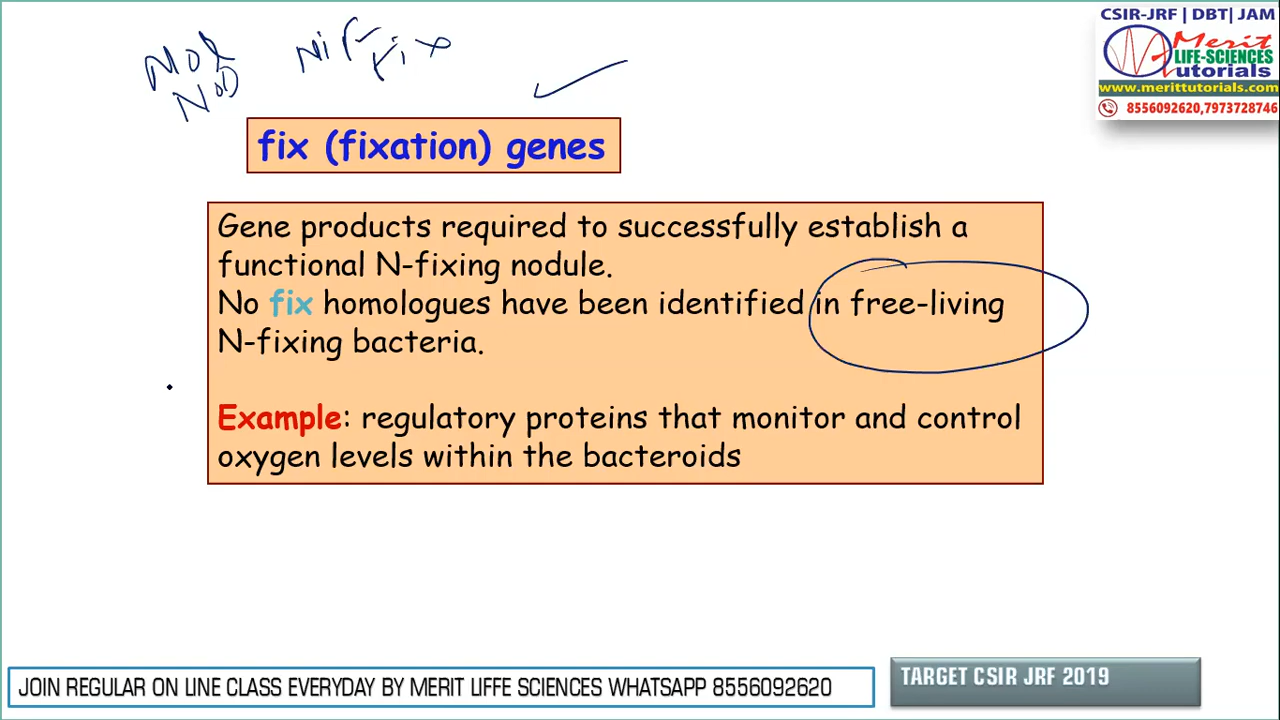 CSIR-JRF | DBT| JAM
Merit
LIFE-SCIENCES
utorials
www.merittutorials.com
8556092620,7973728746
Nif
Fix
NoD
fix (fixation) genes
Gene products required to successfully establish a
functional N-fixing nodule.
No fix homologues have been identified in free-living
N-fixing bacteria.
Example: regulatory proteins that monitor and control
oxygen levels within the bacteroids
JOIN REGULAR ON LINE CLASS EVERYDAY BY MERIT LIFFE SCIENCES WHATSAPP 8556092620
TARGET CSIR JRF 2019